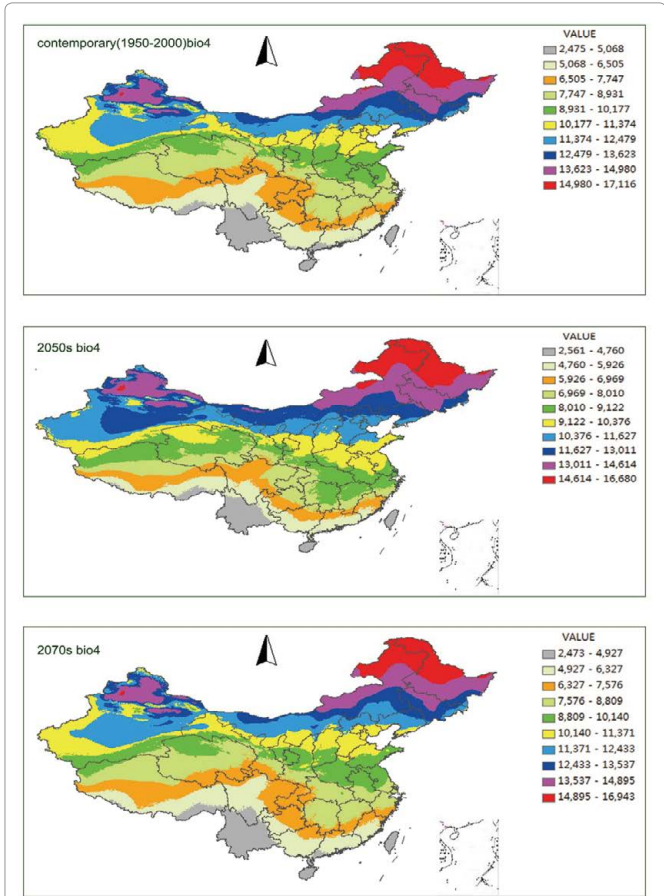 contemporary(1950-2000)bio4
VALUE
2,475 - 5,068
5,068 - 6,505
6,505 - 7,747
7,747 - 8,931
8,931 - 10,177
10,177 - 11,374
11,374 - 12,479
12,479 - 13,623
13,623 - 14,980
14,980 - 17,116
2050s bio4
VALUE
2,561 - 4,760
4,760 - 5,926
5,926 - 6,969
6,969 - 8,010
8,010 - 9,122
9,122 - 10,376
10,376 - 11,627
11,627 - 13,011
13,011 - 14,614
14,614 - 16,680
2070s bio4
VALUE
2,473 - 4,927
4,927 - 6,327
6,327 - 7,576
7,576 - 8,809
8,809 - 10,140
10,140 - 11,371
11,371 - 12,433
12,433 - 13,537
13,537 - 14,895
14,895 - 16,943